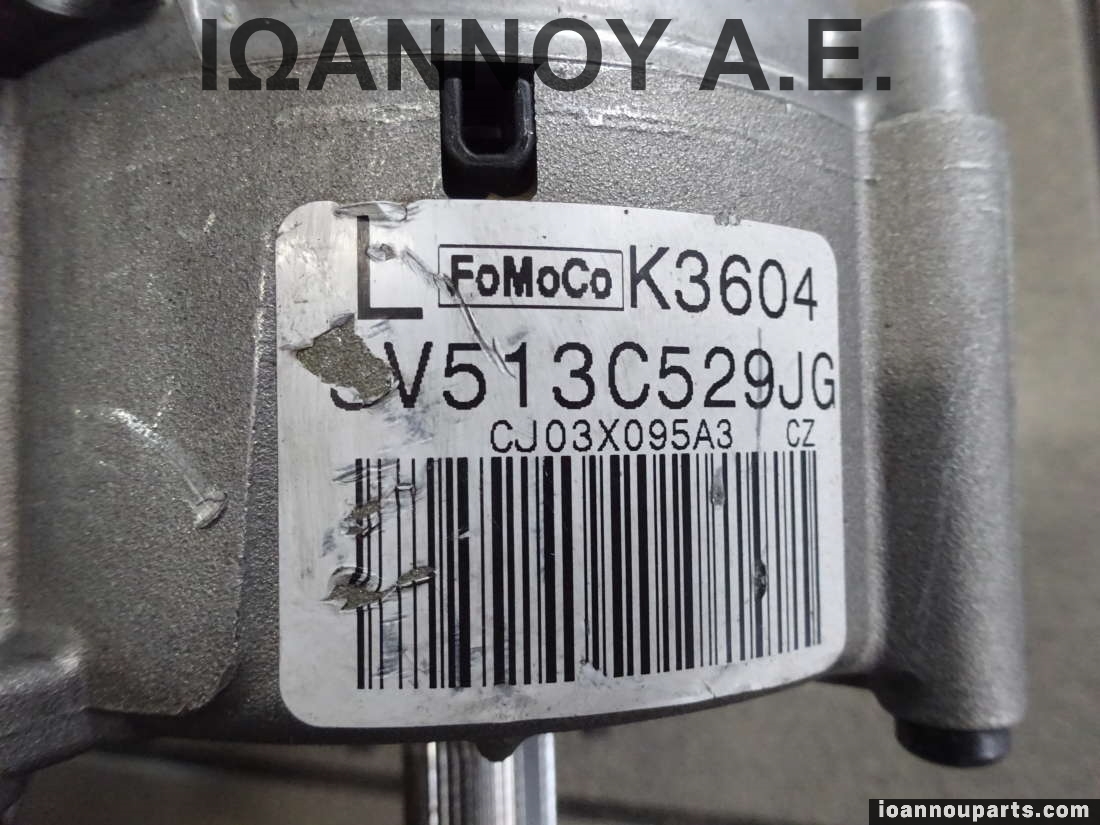 ΙΩΑΝΝΟΥ Α.Ε.
L FoMoCo K3604
V513C529JG
CJ03X095A3 CZ
ioannouparts.com